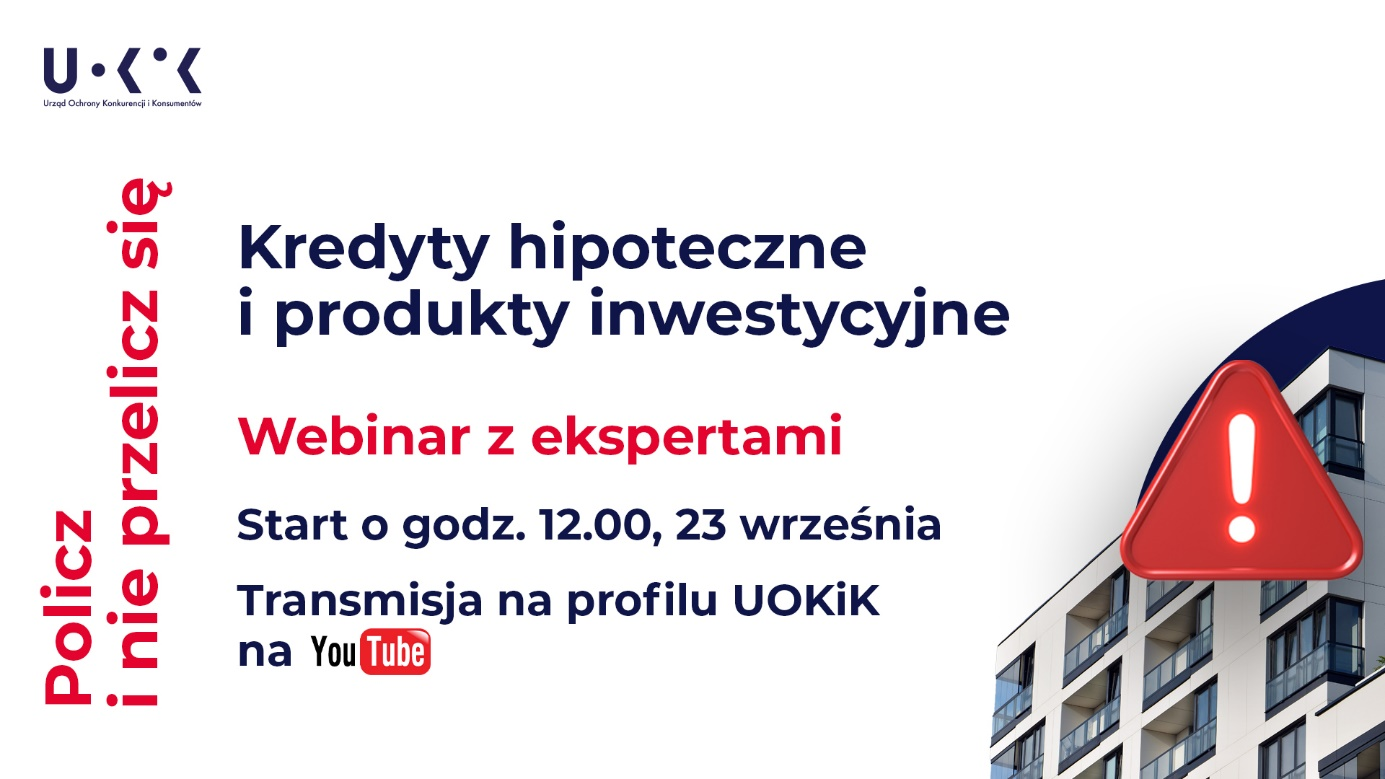 UOKiK
Urząd Ochrony Konkurencji i Konsumentów
Policz
i nie przelicz się
Kredyty hipoteczne
i produkty inwestycyjne
Webinar z ekspertami
Start o godz. 12.00, 23 września
Transmisja na profilu UOKiK
na YouTube